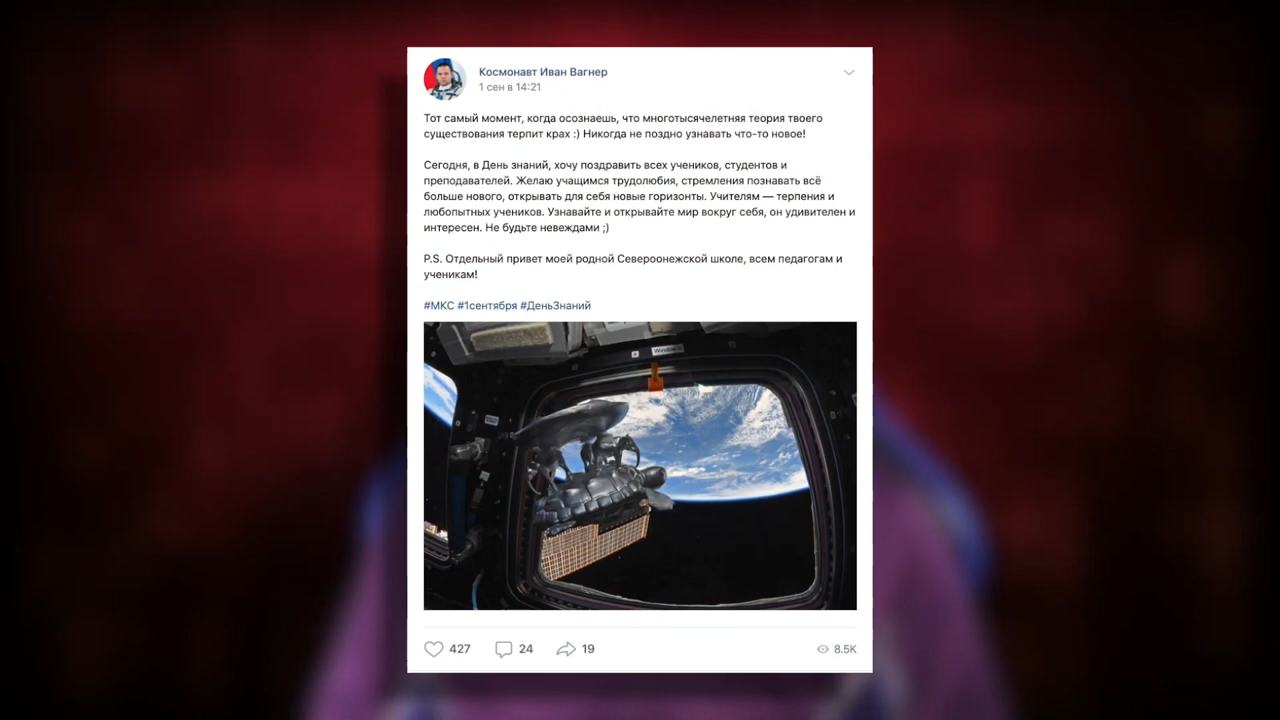 Космонавт Иван Вагнер
1 сен в 14:21
Тот самый момент, когда осознаешь, что многотысячелетняя теория твоего
существования терпит крах :) Никогда не поздно узнавать что-то новое!
Сегодня, в День знаний, хочу поздравить всех учеников, студентов и
преподавателей. Желаю учащимся трудолюбия, стремления познавать всё
больше нового, открывать для себя новые горизонты. Учителям — терпения и
любопытных учеников. Узнавайте и открывайте мир вокруг себя, он удивителен и
интересен. Не будьте невеждами ;)
P.S. Отдельный привет моей родной Североонежской школе, всем педагогам и
ученикам!
#МКС #1сентября #ДеньЗнаний
427
24
19
8.5K